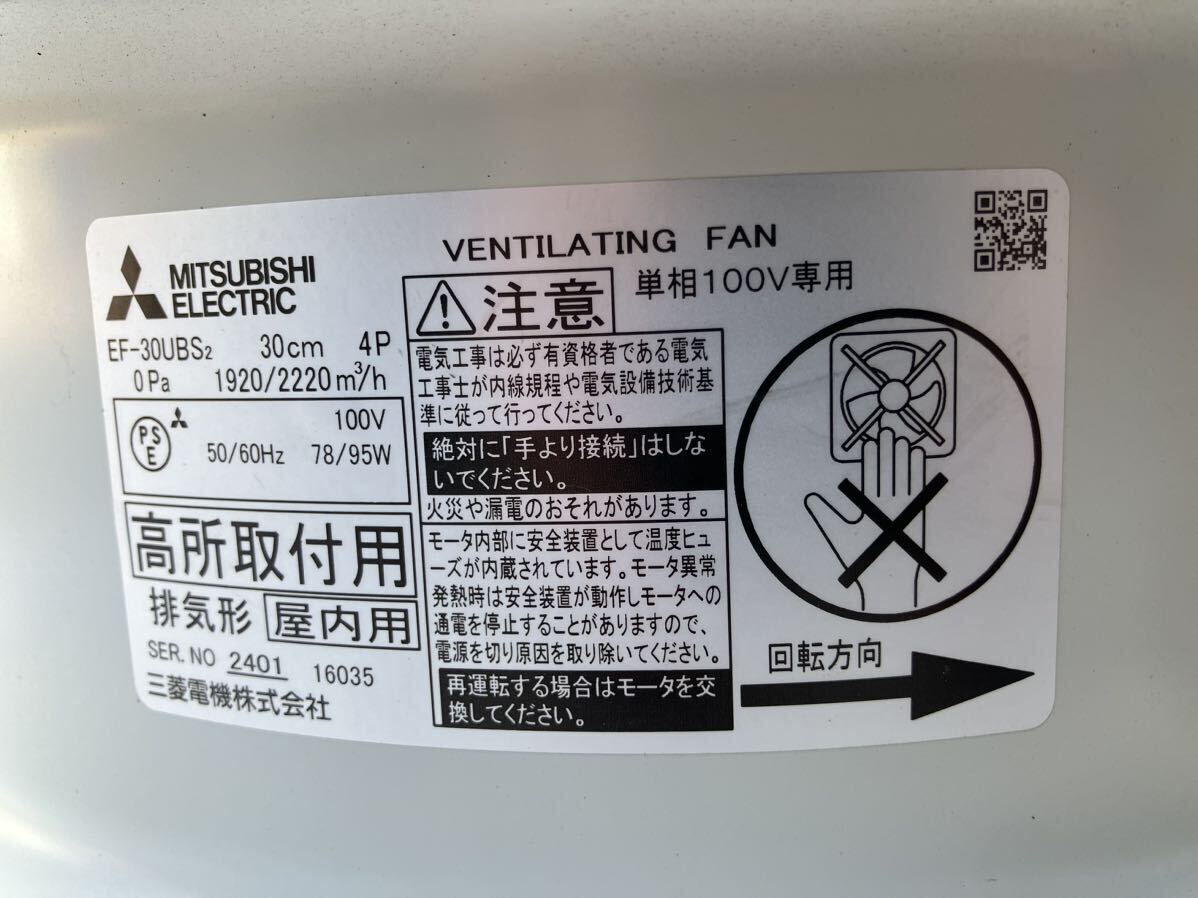 VENTILATING FAN
MITSUBISHI
ELECTRIC
EF-30UBS₂ 30cm 4P
0Pa 1920/2220m³/h
PSE 100V
50/60Hz 78/95W
高所取付用
排気形 屋内用
SER.NO 2401 16035
三菱電機株式会社
注意
単相100V専用
電気工事は必ず有資格者である電気
工事士が内線規程や電気設備技術基
準に従って行ってください。
絶対に「手より接続」はしな
いでください。
火災や漏電のおそれがあります。
モータ内部に安全装置として温度ヒュ
ーズが内蔵されています。モータ異常
発熱時は安全装置が動作しモータへの
通電を停止することがありますので、
電源を切り原因を取り除いてください。
再運転する場合はモータを交
換してください。
回転方向